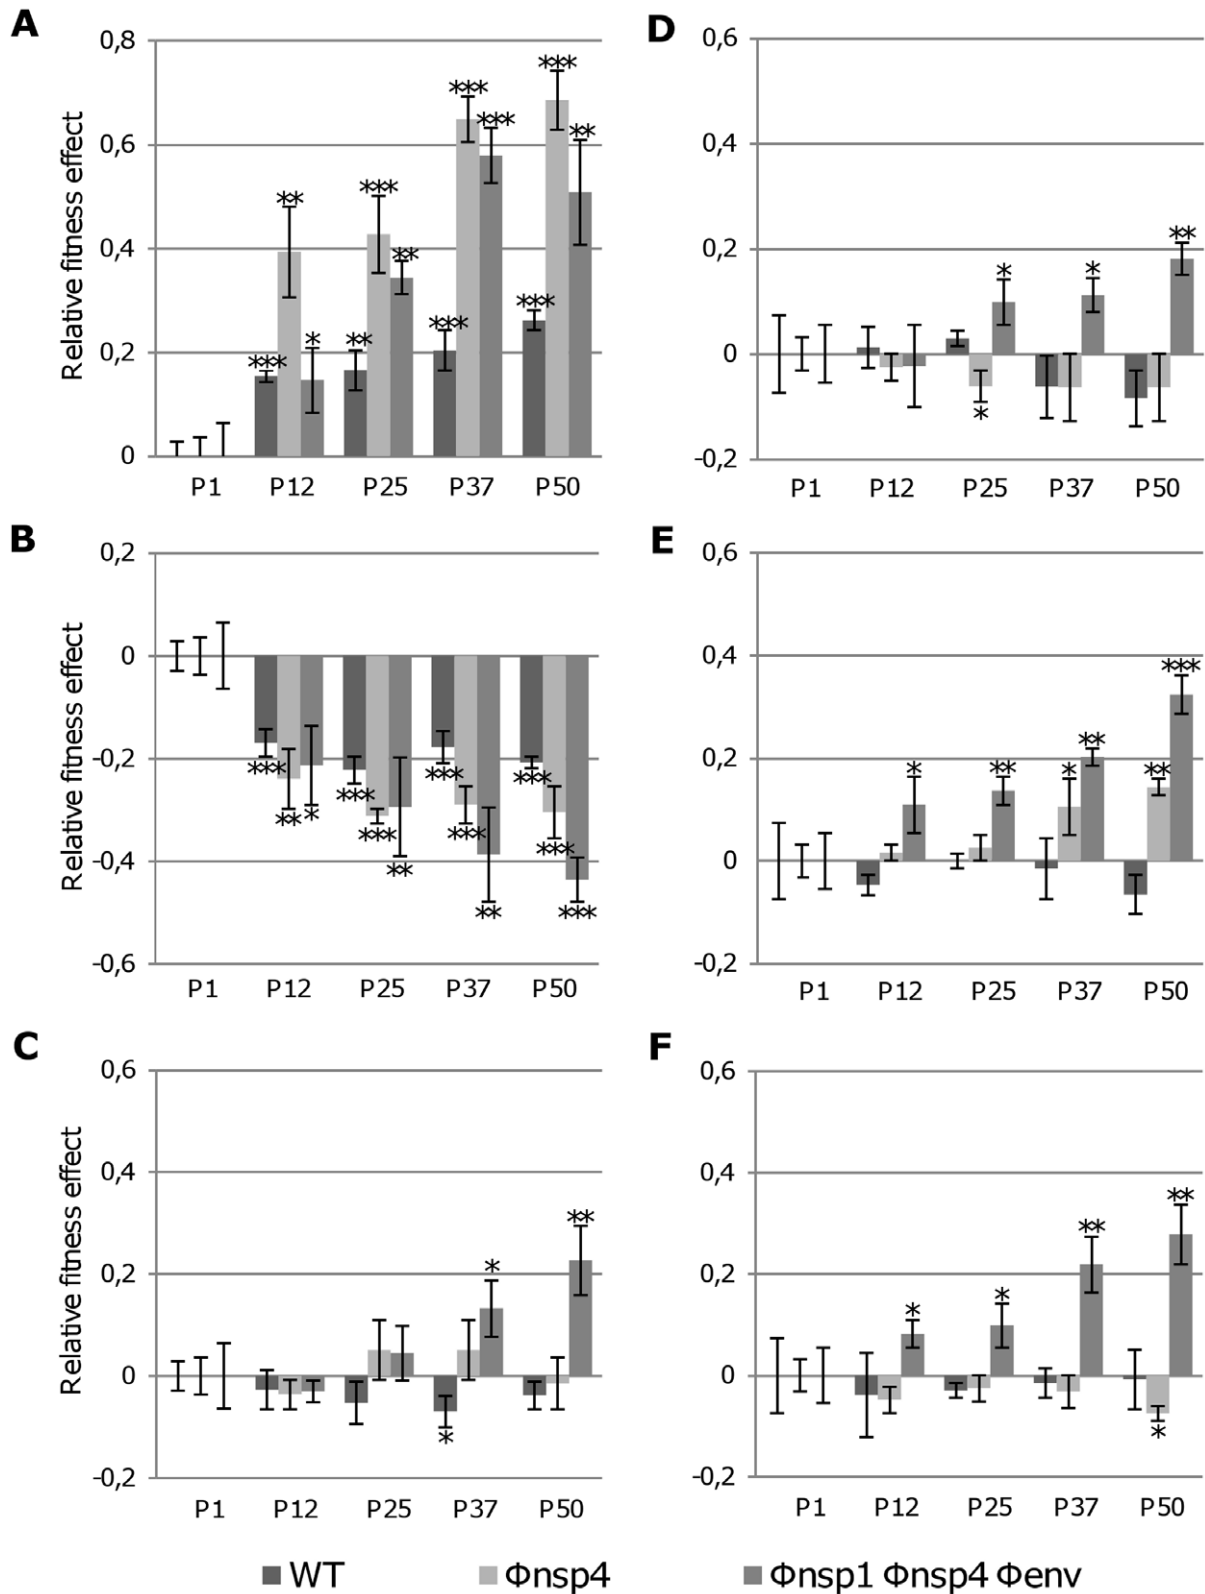 A
Relative fitness effect
0,8
0,6
0,4
0,2
0
*** ** *
** *** **
*** *** ***
*** *** **
P1 P12 P25 P37 P50
B
Relative fitness effect
0,2
0
-0,2
-0,4
-0,6
*** ** *
*** *** **
*** *** **
*** *** ***
P1 P12 P25 P37 P50
C
Relative fitness effect
0,6
0,4
0,2
0
-0,2
* *
**
P1 P12 P25 P37 P50
D
0,6
0,4
0,2
0
-0,2
* *
*
**
P1 P12 P25 P37 P50
E
0,6
0,4
0,2
0
-0,2
*
**
* **
** ***
P1 P12 P25 P37 P50
F
0,6
0,4
0,2
0
-0,2
*
*
**
* **
P1 P12 P25 P37 P50
WT Φnsp4 Φnsp1 Φnsp4 Φenv